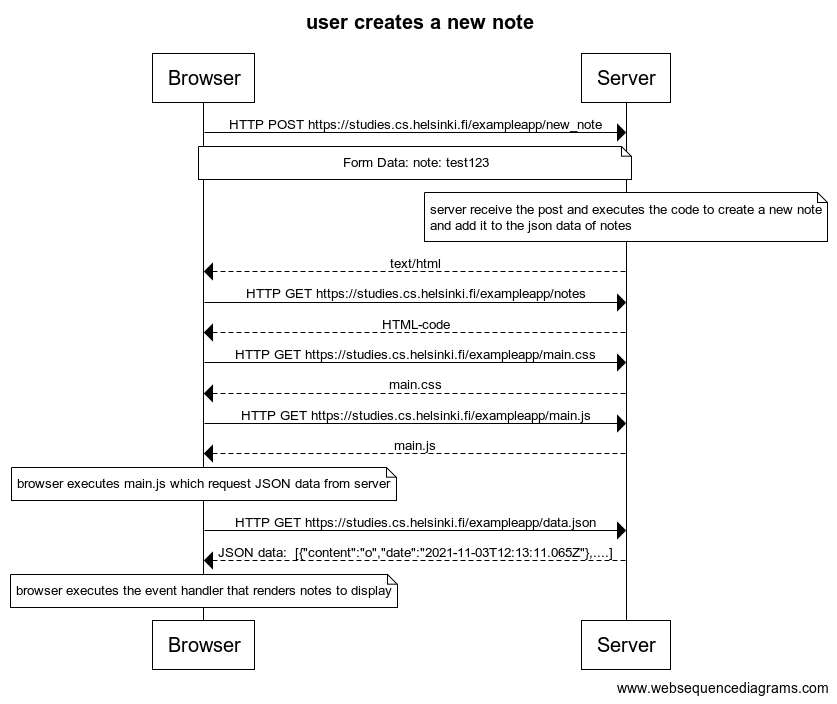 user creates a new note
Browser
Server
HTTP POST https://studies.cs.helsinki.fi/exampleapp/new_note
Form Data: note: test123
server receive the post and executes the code to create a new note
and add it to the json data of notes
text/html
HTTP GET https://studies.cs.helsinki.fi/exampleapp/notes
HTML-code
HTTP GET https://studies.cs.helsinki.fi/exampleapp/main.css
main.css
HTTP GET https://studies.cs.helsinki.fi/exampleapp/main.js
main.js
browser executes main.js which request JSON data from server
HTTP GET https://studies.cs.helsinki.fi/exampleapp/data.json
JSON data:  [{"content":"o","date":"2021-11-03T12:13:11.065Z"},....]
browser executes the event handler that renders notes to display
Browser
Server
www.websequencediagrams.com